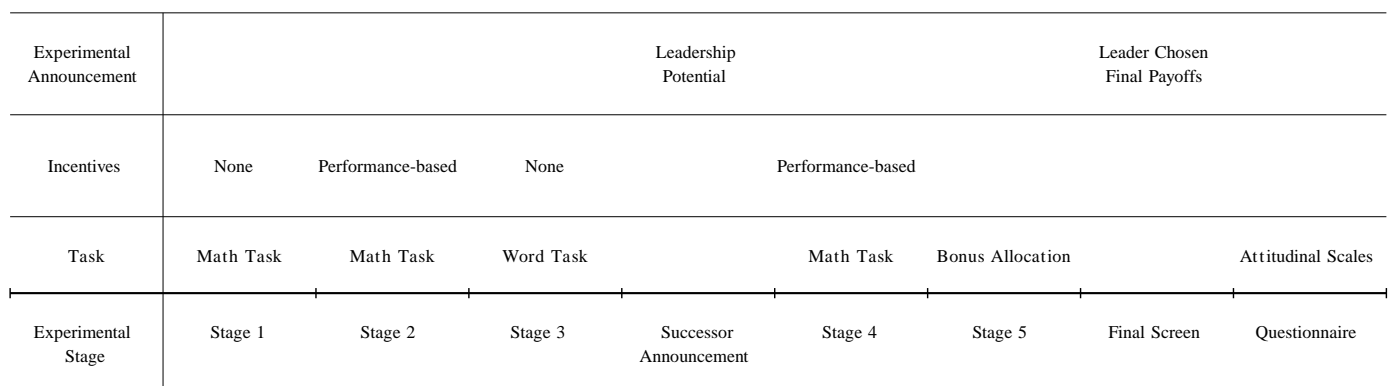 Experimental Announcement Leadership Potential Leader Chosen Final Payoffs
Incentives None Performance-based None Performance-based
Task Math Task Math Task Word Task Math Task Bonus Allocation Attitudinal Scales
Experimental Stage Stage 1 Stage 2 Stage 3 Successor Announcement Stage 4 Stage 5 Final Screen Questionnaire